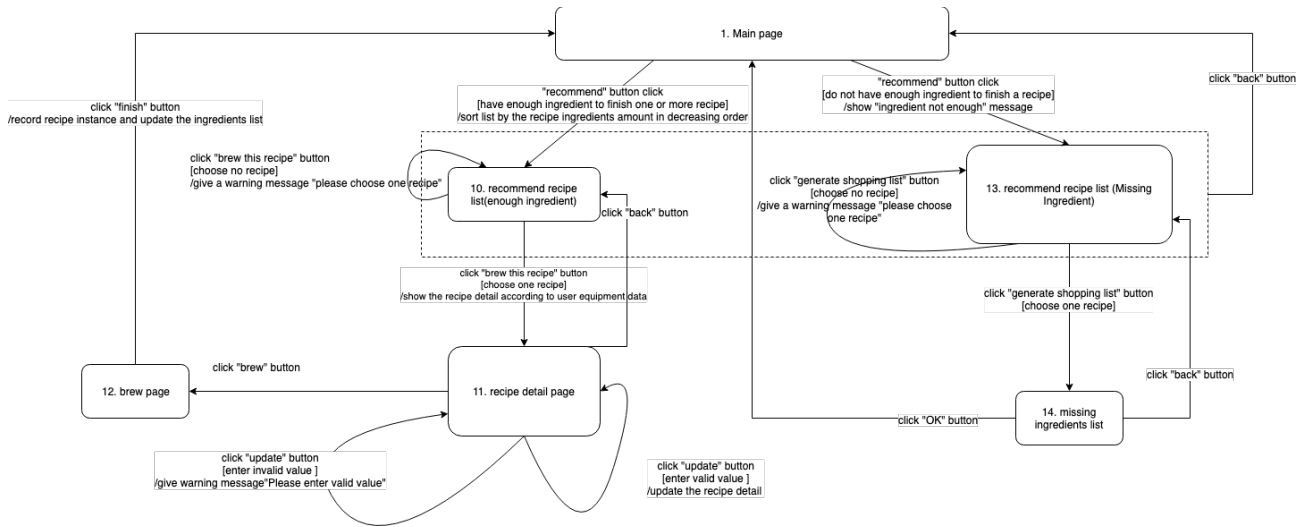 1. Main page
click "back" button
"recommend" button click
[have enough ingredient to finish one or more recipe]
/sort list by the recipe ingredients amount in decreasing order
"recommend" button click
[do not have enough ingredient to finish a recipe]
/show "ingredient not enough" message
click "finish" button
/record recipe instance and update the ingredients list
click "brew this recipe" button
[choose no recipe]
/give a warning message "please choose one recipe"
10. recommend recipe
list(enough ingredient)
click "back" button
click "generate shopping list" button
[choose no recipe]
/give a warning message "please choose
one recipe"
13. recommend recipe list (Missing
Ingredient)
click "brew this recipe" button
[choose one recipe]
/show the recipe detail according to user equipment data
click "generate shopping list" button
[choose one recipe]
12. brew page
click "brew" button
11. recipe detail page
click "back" button
click "OK" button
14. missing
ingredients list
click "update" button
[enter invalid value ]
/give warning message"Please enter valid value"
click "update" button
[enter valid value ]
/update the recipe detail